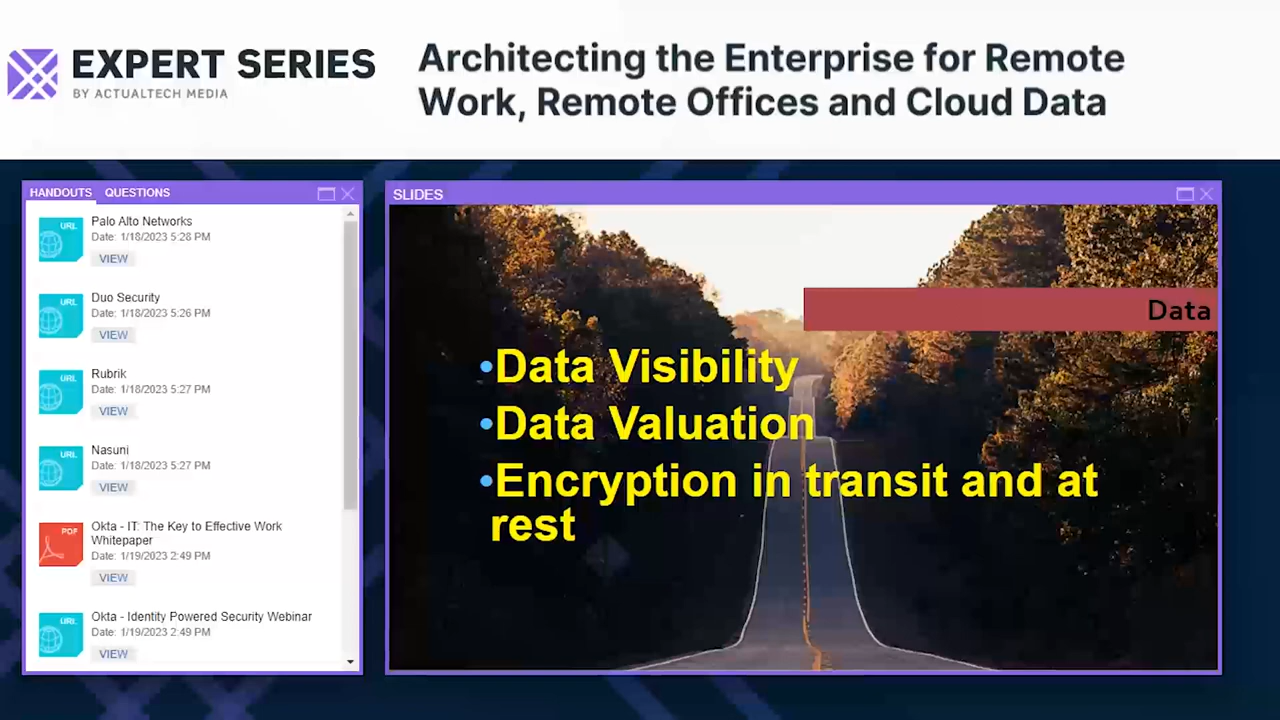 EXPERT SERIES
BY ACTUALTECH MEDIA
Architecting the Enterprise for Remote
Work, Remote Offices and Cloud Data
HANDOUTS QUESTIONS
URL
Palo Alto Networks
Date: 1/18/2023 5:28 PM
VIEW
URL
Duo Security
Date: 1/18/2023 5:26 PM
VIEW
URL
Rubrik
Date: 1/18/2023 5:27 PM
VIEW
URL
Nasuni
Date: 1/18/2023 5:27 PM
VIEW
PDF
Okta - IT: The Key to Effective Work
Whitepaper
Date: 1/19/2023 2:49 PM
VIEW
URL
Okta - Identity Powered Security Webinar
Date: 1/19/2023 2:49 PM
VIEW
SLIDES
Data
•Data Visibility
•Data Valuation
•Encryption in transit and at
rest